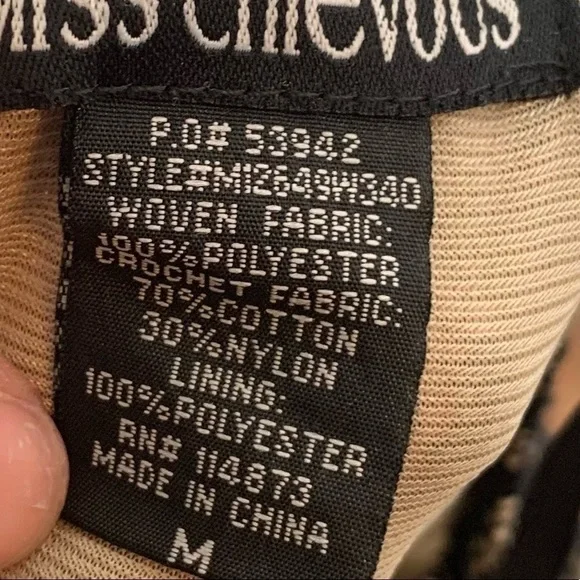 Miss Chievous
P.O# 53942
STYLE#MI2649W340
WOVEN FABRIC:
100%POLYESTER
CROCHET FABRIC:
70%COTTON
30%NYLON
LINING:
100%POLYESTER
RN# 114873
MADE IN CHINA
M